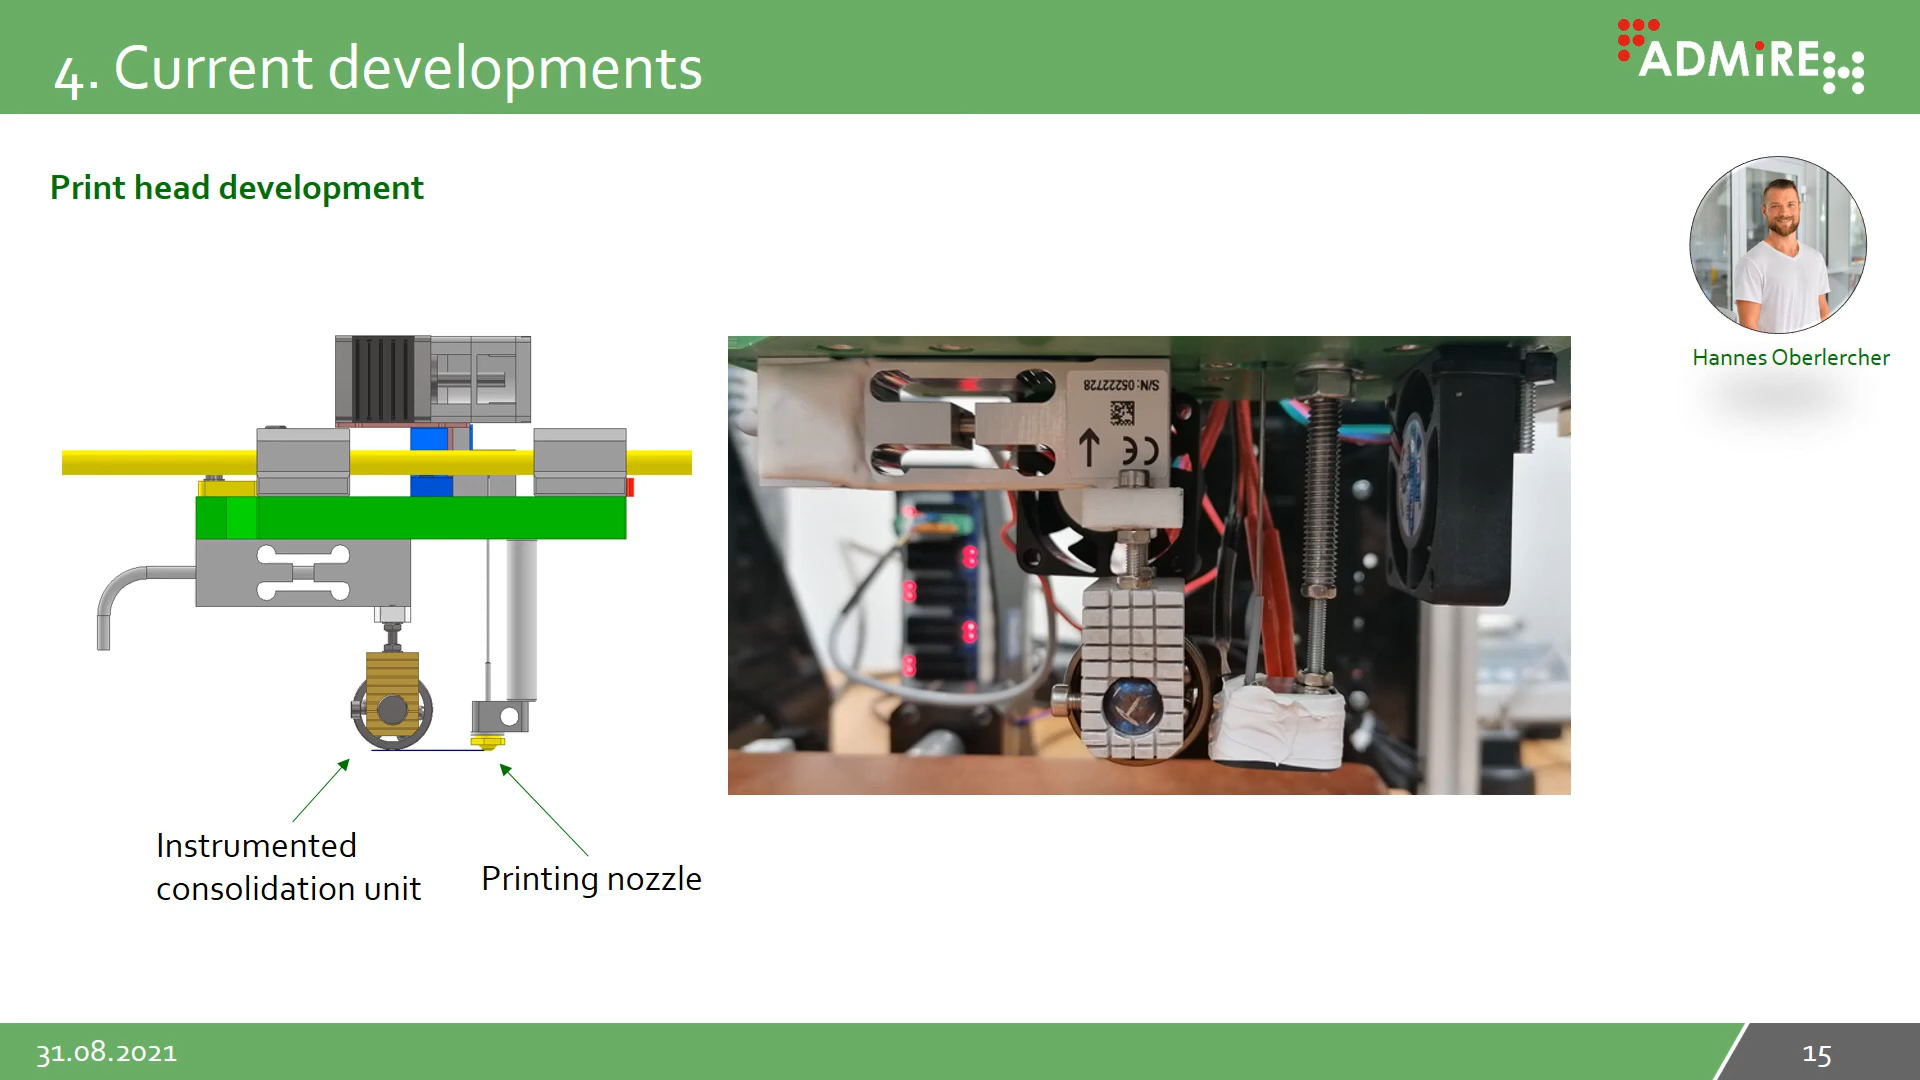 4. Current developments
ADMiRE
Print head development
Hannes Oberlercher
S/N: 05222728
CE
Instrumented
consolidation unit
Printing nozzle
31.08.2021
15